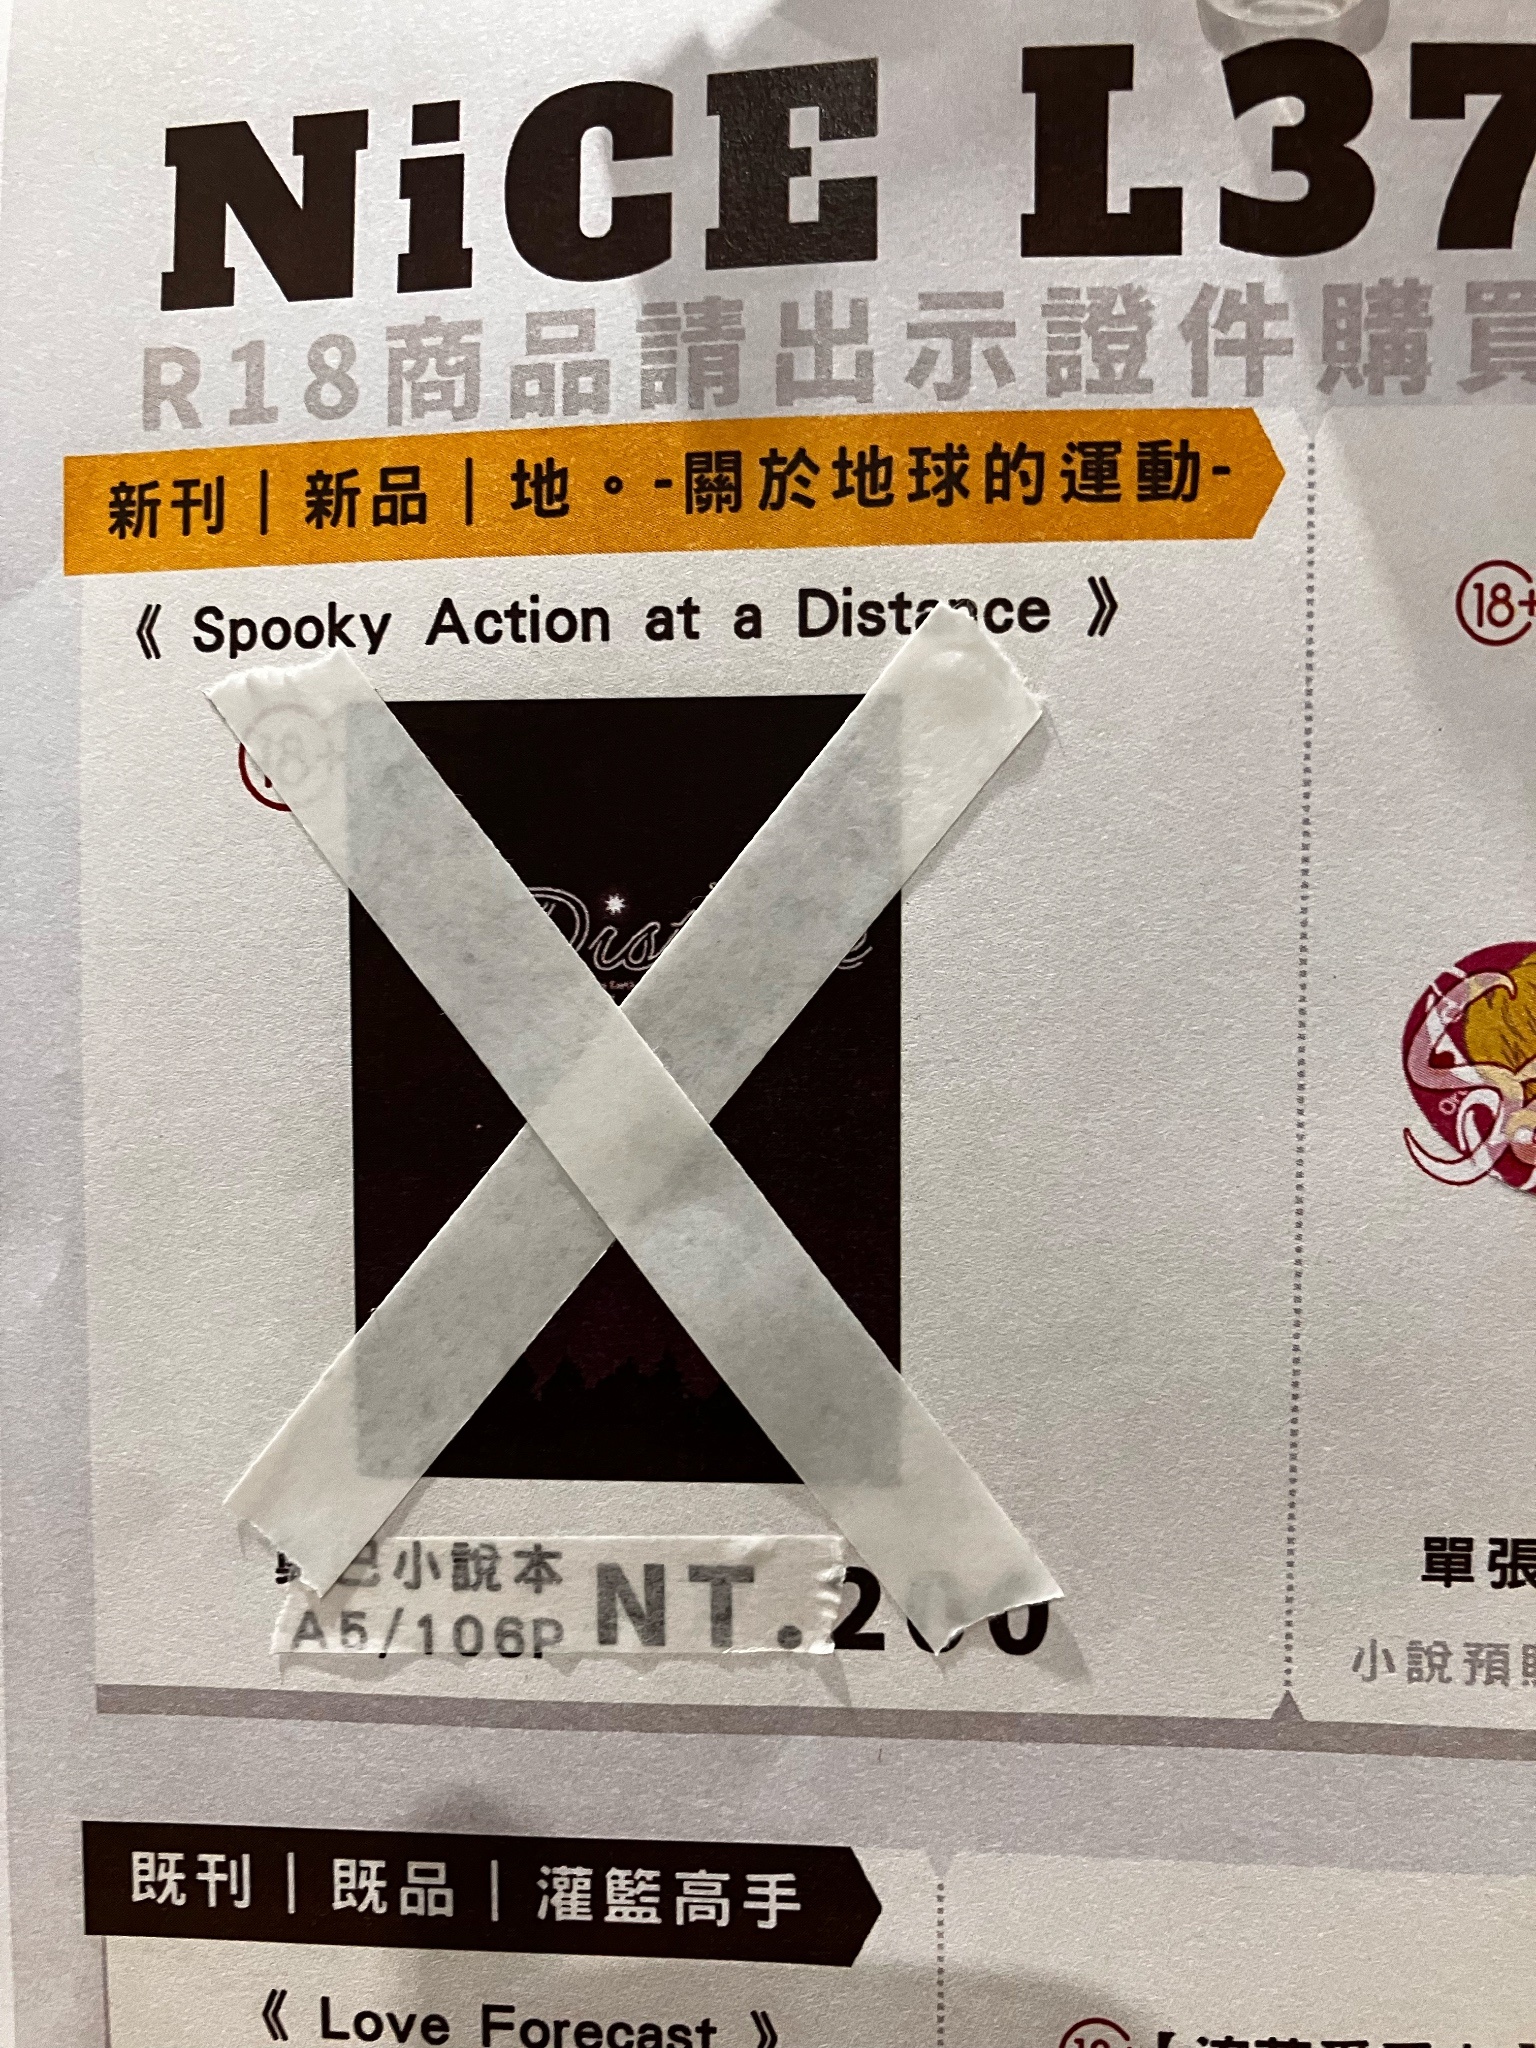 NiCE L37
R18商品請出示證件購買
新刊｜新品｜地。-關於地球的運動-
《 Spooky Action at a Distance 》
18+
18+
小說本
A5/106P
NT.200
單張
小說預
既刊｜既品｜灌籃高手
《 Love Forecast 》